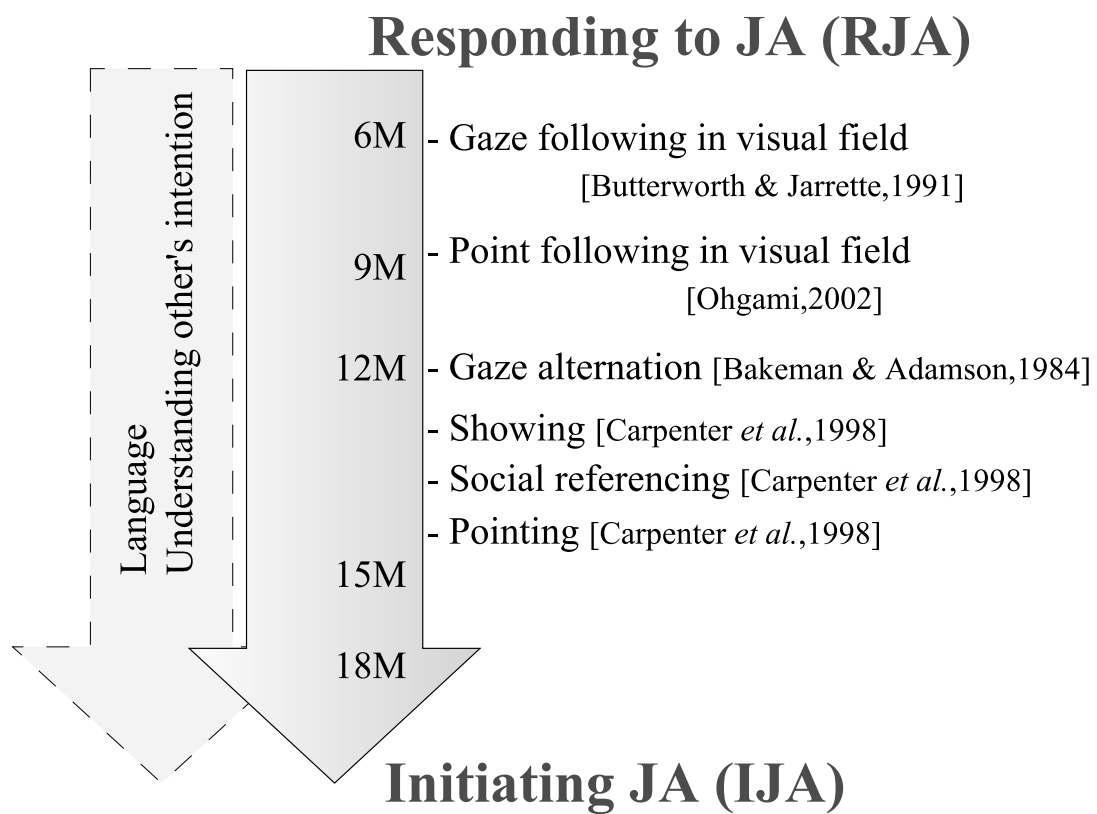 Responding to JA (RJA)
Language
Understanding other's intention
6M
- Gaze following in visual field
[Butterworth & Jarrette,1991]
9M
- Point following in visual field
[Ohgami,2002]
12M
- Gaze alternation [Bakeman & Adamson,1984]
- Showing [Carpenter et al.,1998]
- Social referencing [Carpenter et al.,1998]
- Pointing [Carpenter et al.,1998]
15M
18M
Initiating JA (IJA)